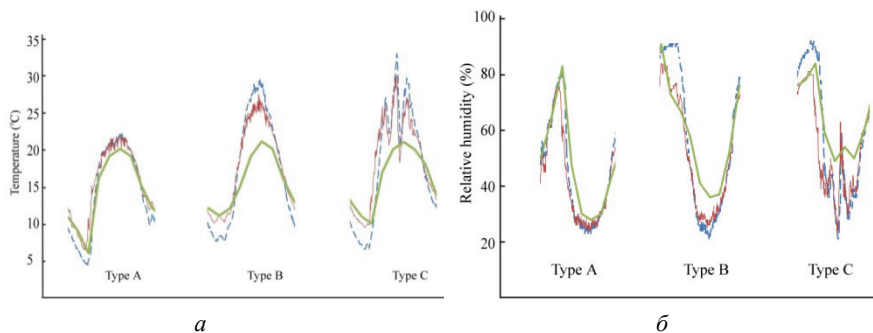 Temperature (°C)
35
30
25
20
15
10
5
Type A
Type B
Type C
а
Relative humidity (%)
100
80
60
40
20
Type A
Type B
Type C
б